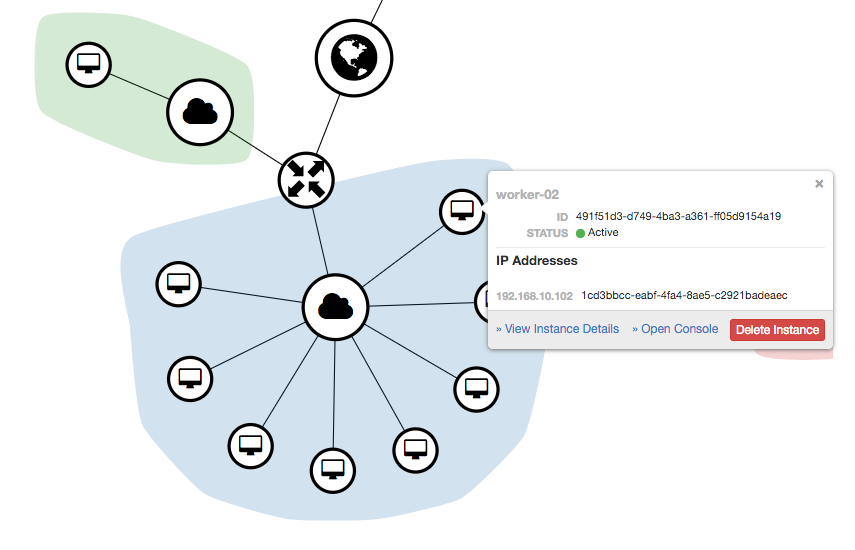 ×
worker-02
ID 491f51d3-d749-4ba3-a361-ff05d9154a19
STATUS Active
IP Addresses
192.168.10.102 1cd3bbcc-eabf-4fa4-8ae5-c2921badeaec
» View Instance Details » Open Console Delete Instance